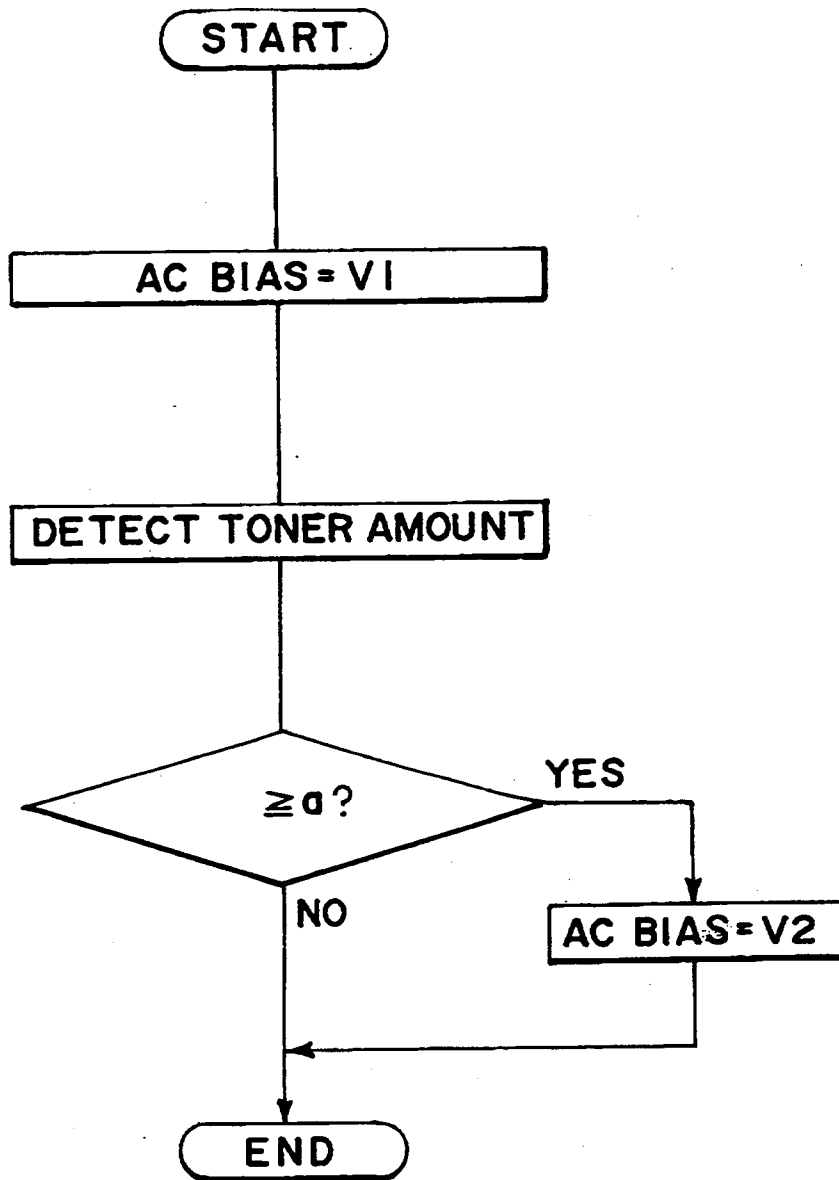 START
AC BIAS = V1
DETECT TONER AMOUNT
≧a?
YES
NO
AC BIAS = V2
END